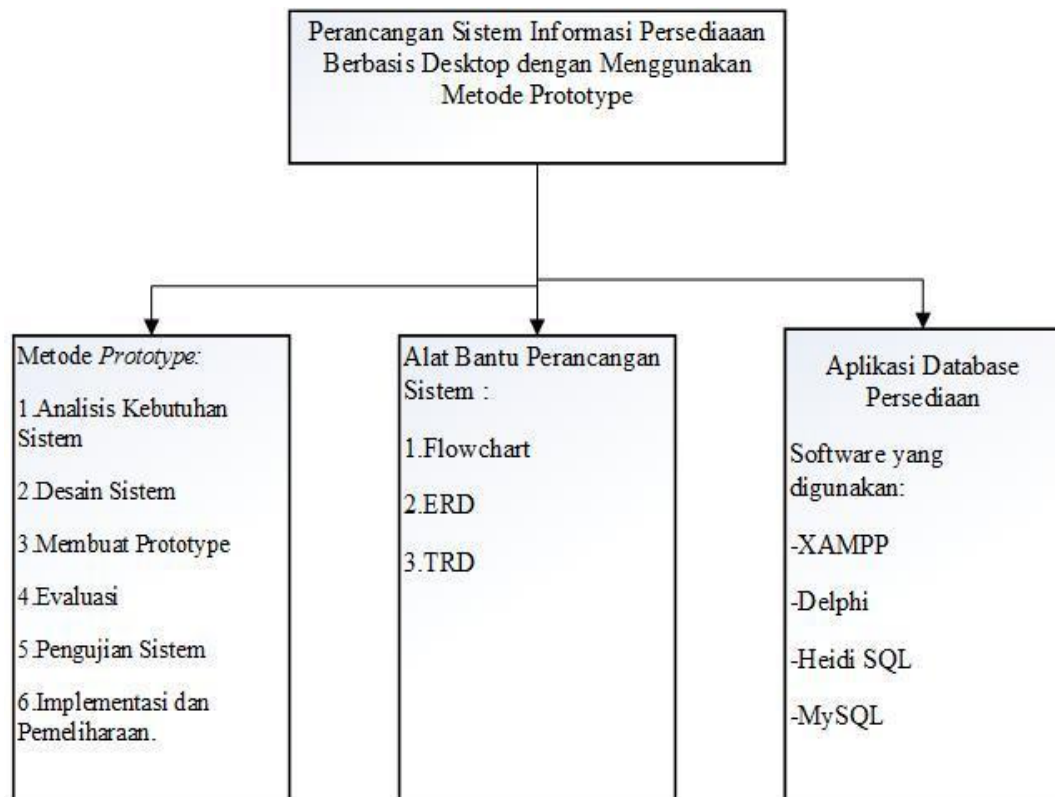 Perancangan Sistem Informasi Persediaaan
Berbasis Desktop dengan Menggunakan
Metode Prototype
Metode Prototype:
1.Analisis Kebutuhan
Sistem
2.Desain Sistem
3.Membuat Prototype
4.Evaluasi
5.Pengujian Sistem
6.Implementasi dan
Pemeliharaan.
Alat Bantu Perancangan
Sistem :
1.Flowchart
2.ERD
3.TRD
Aplikasi Database
Persediaan
Software yang
digunakan:
-XAMPP
-Delphi
-Heidi SQL
-MySQL